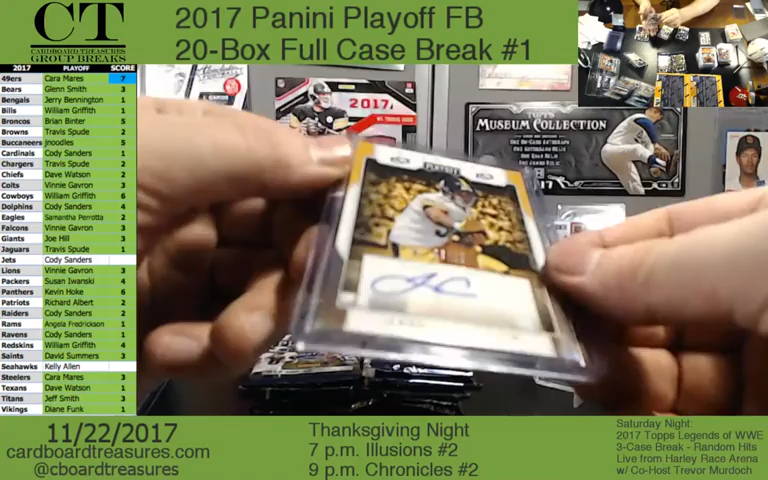 CT
CARDBOARD TREASURES
GROUP BREAKS
2017 Panini Playoff FB
20-Box Full Case Break #1
2017 PLAYOFF SCORE
49ers Cara Mares 7
Bears Glenn Smith 3
Bengals Jerry Bennington 1
Bills William Griffith 1
Broncos Brian Binter 5
Browns Travis Spude 2
Buccaneers Jnoodles 5
Cardinals Cody Sanders 1
Chargers Travis Spude 2
Chiefs Dave Watson 2
Colts Vinnie Gavron 3
Cowboys William Griffith 6
Dolphins Cody Sanders 4
Eagles Samantha Perrotta 2
Falcons Vinnie Gavron 3
Giants Joe Hill 3
Jaguars Travis Spude 1
Jets Cody Sanders
Lions Vinnie Gavron 3
Packers Susan Iwanski 4
Panthers Kevin Hoke 6
Patriots Richard Albert 2
Raiders Cody Sanders 2
Rams Angela Fredrickson 1
Ravens Cody Sanders 1
Redskins William Griffith 4
Saints David Summers 3
Seahawks Kelly Allen
Steelers Cara Mares 3
Texans Dave Watson 1
Titans Jeff Smith 3
Vikings Diane Funk 1
2017
TOPPS
MUSEUM COLLECTION
17
PLAYOFF
11/22/2017
cardboardtreasures.com
@cboardtreasures
Thanksgiving Night
7 p.m. Illusions #2
9 p.m. Chronicles #2
Saturday Night:
2017 Topps Legends of WWE
3-Case Break - Random Hits
Live from Harley Race Arena
w/ Co-Host Trevor Murdoch